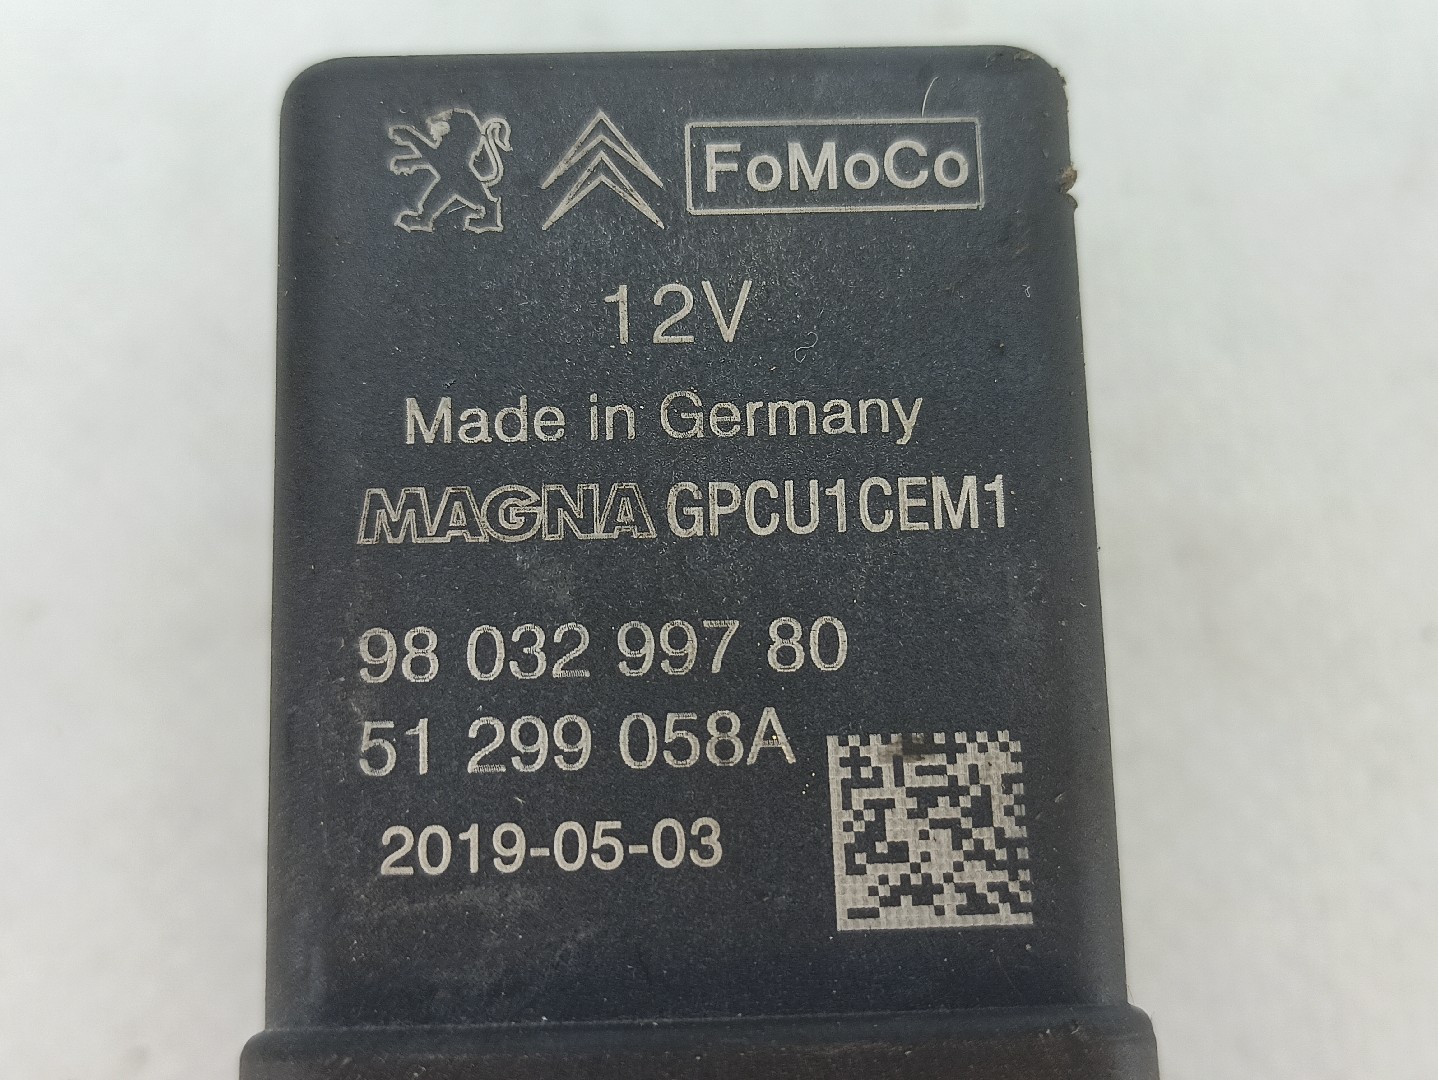 FoMoCo
12V
Made in Germany
MAGNA GPCU1CEM1
98 032 997 80
51 299 058A
2019-05-03